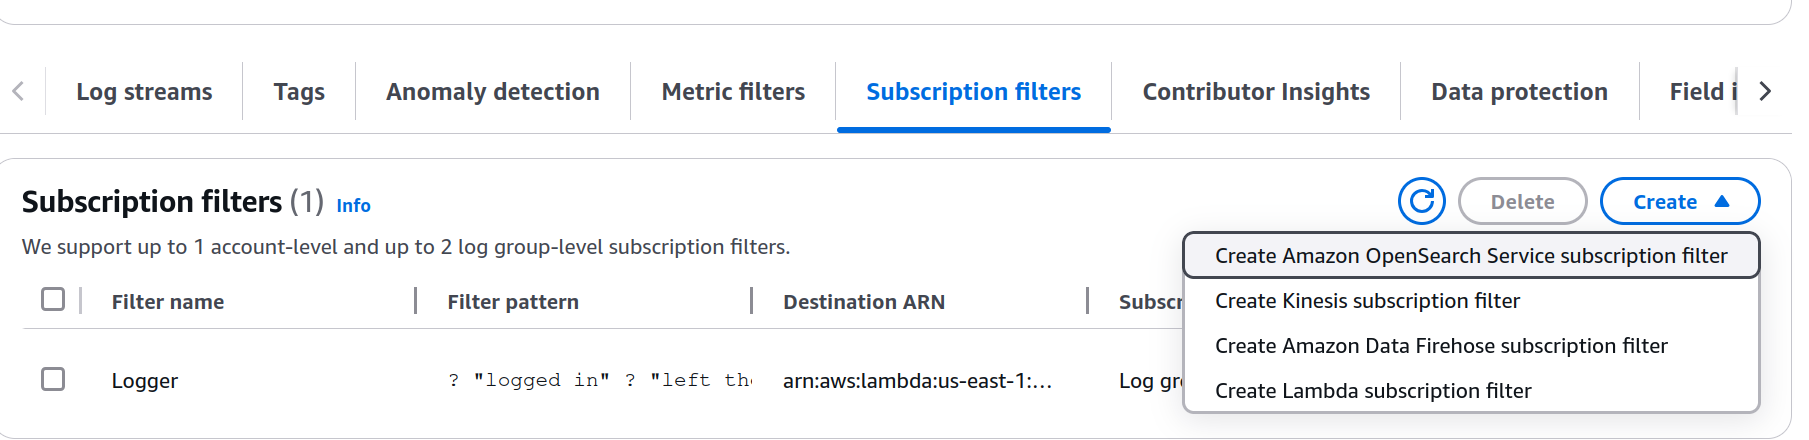 Log streams Tags Anomaly detection Metric filters Subscription filters Contributor Insights Data protection Field
Subscription filters (1) Info
Delete Create
We support up to 1 account-level and up to 2 log group-level subscription filters.
Create Amazon OpenSearch Service subscription filter
Create Kinesis subscription filter
Create Amazon Data Firehose subscription filter
Create Lambda subscription filter
Filter name Filter pattern Destination ARN
Logger ? "logged in" ? "left arn:aws:lambda:us-east-1:... Log